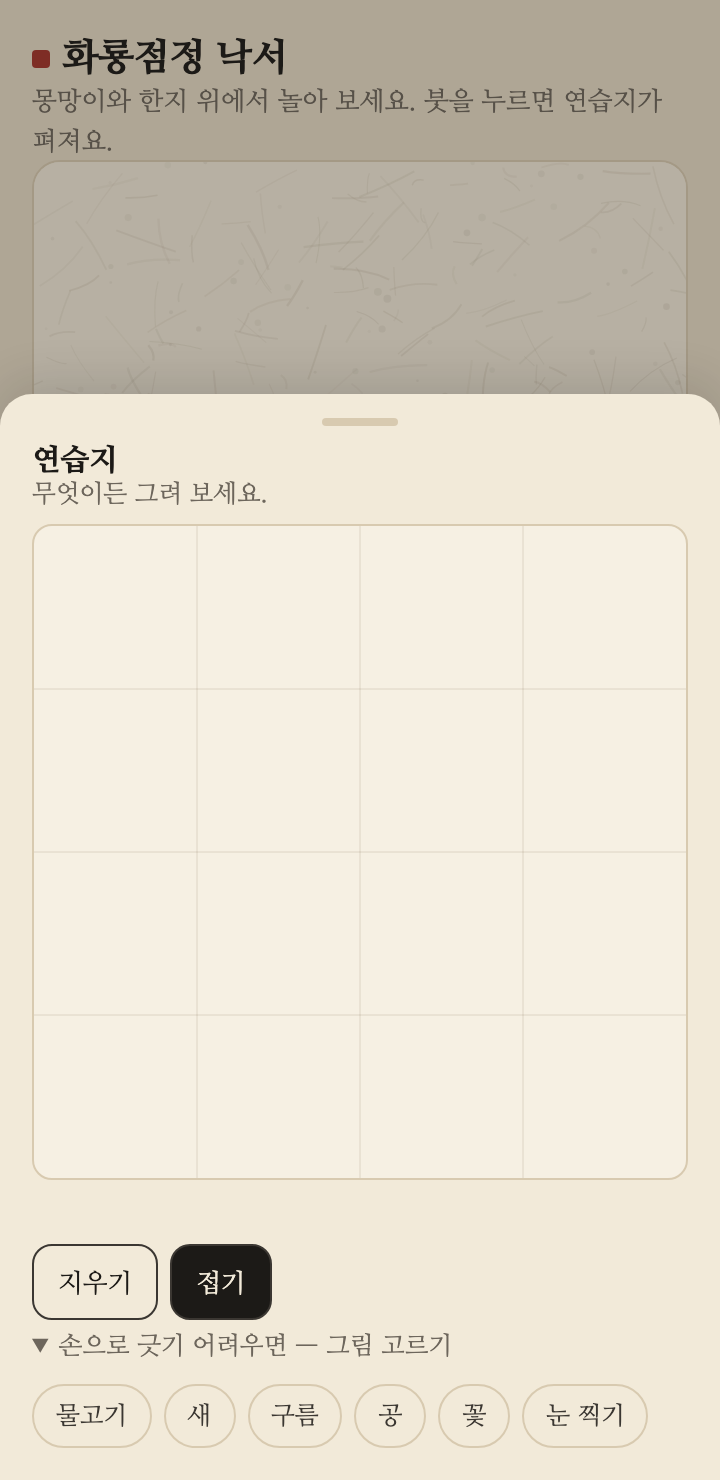 화룡점정 낙서
몽망이와 한지 위에서 놀아 보세요. 붓을 누르면 연습지가
펴져요.
연습지
무엇이든 그려 보세요.
지우기
접기
▼ 손으로 긋기 어려우면 — 그림 고르기
물고기
새
구름
공
꽃
눈 찍기